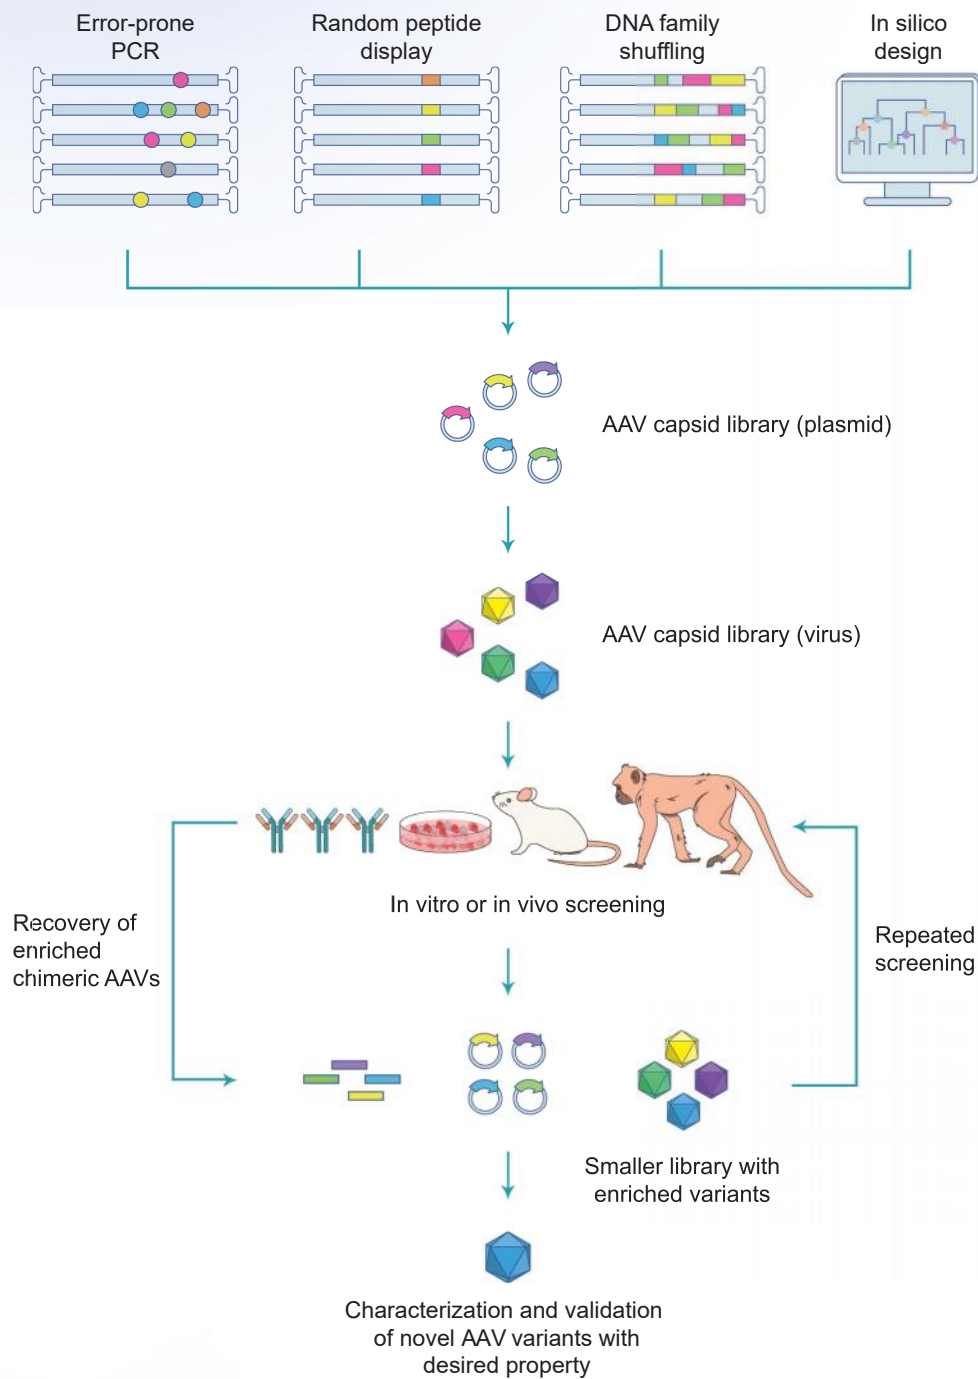 Error-prone
PCR
Random peptide
display
DNA family
shuffling
In silico
design
AAV capsid library (plasmid)
AAV capsid library (virus)
In vitro or in vivo screening
Recovery of
enriched
chimeric AAVs
Repeated
screening
Smaller library with
enriched variants
Characterization and validation
of novel AAV variants with
desired property